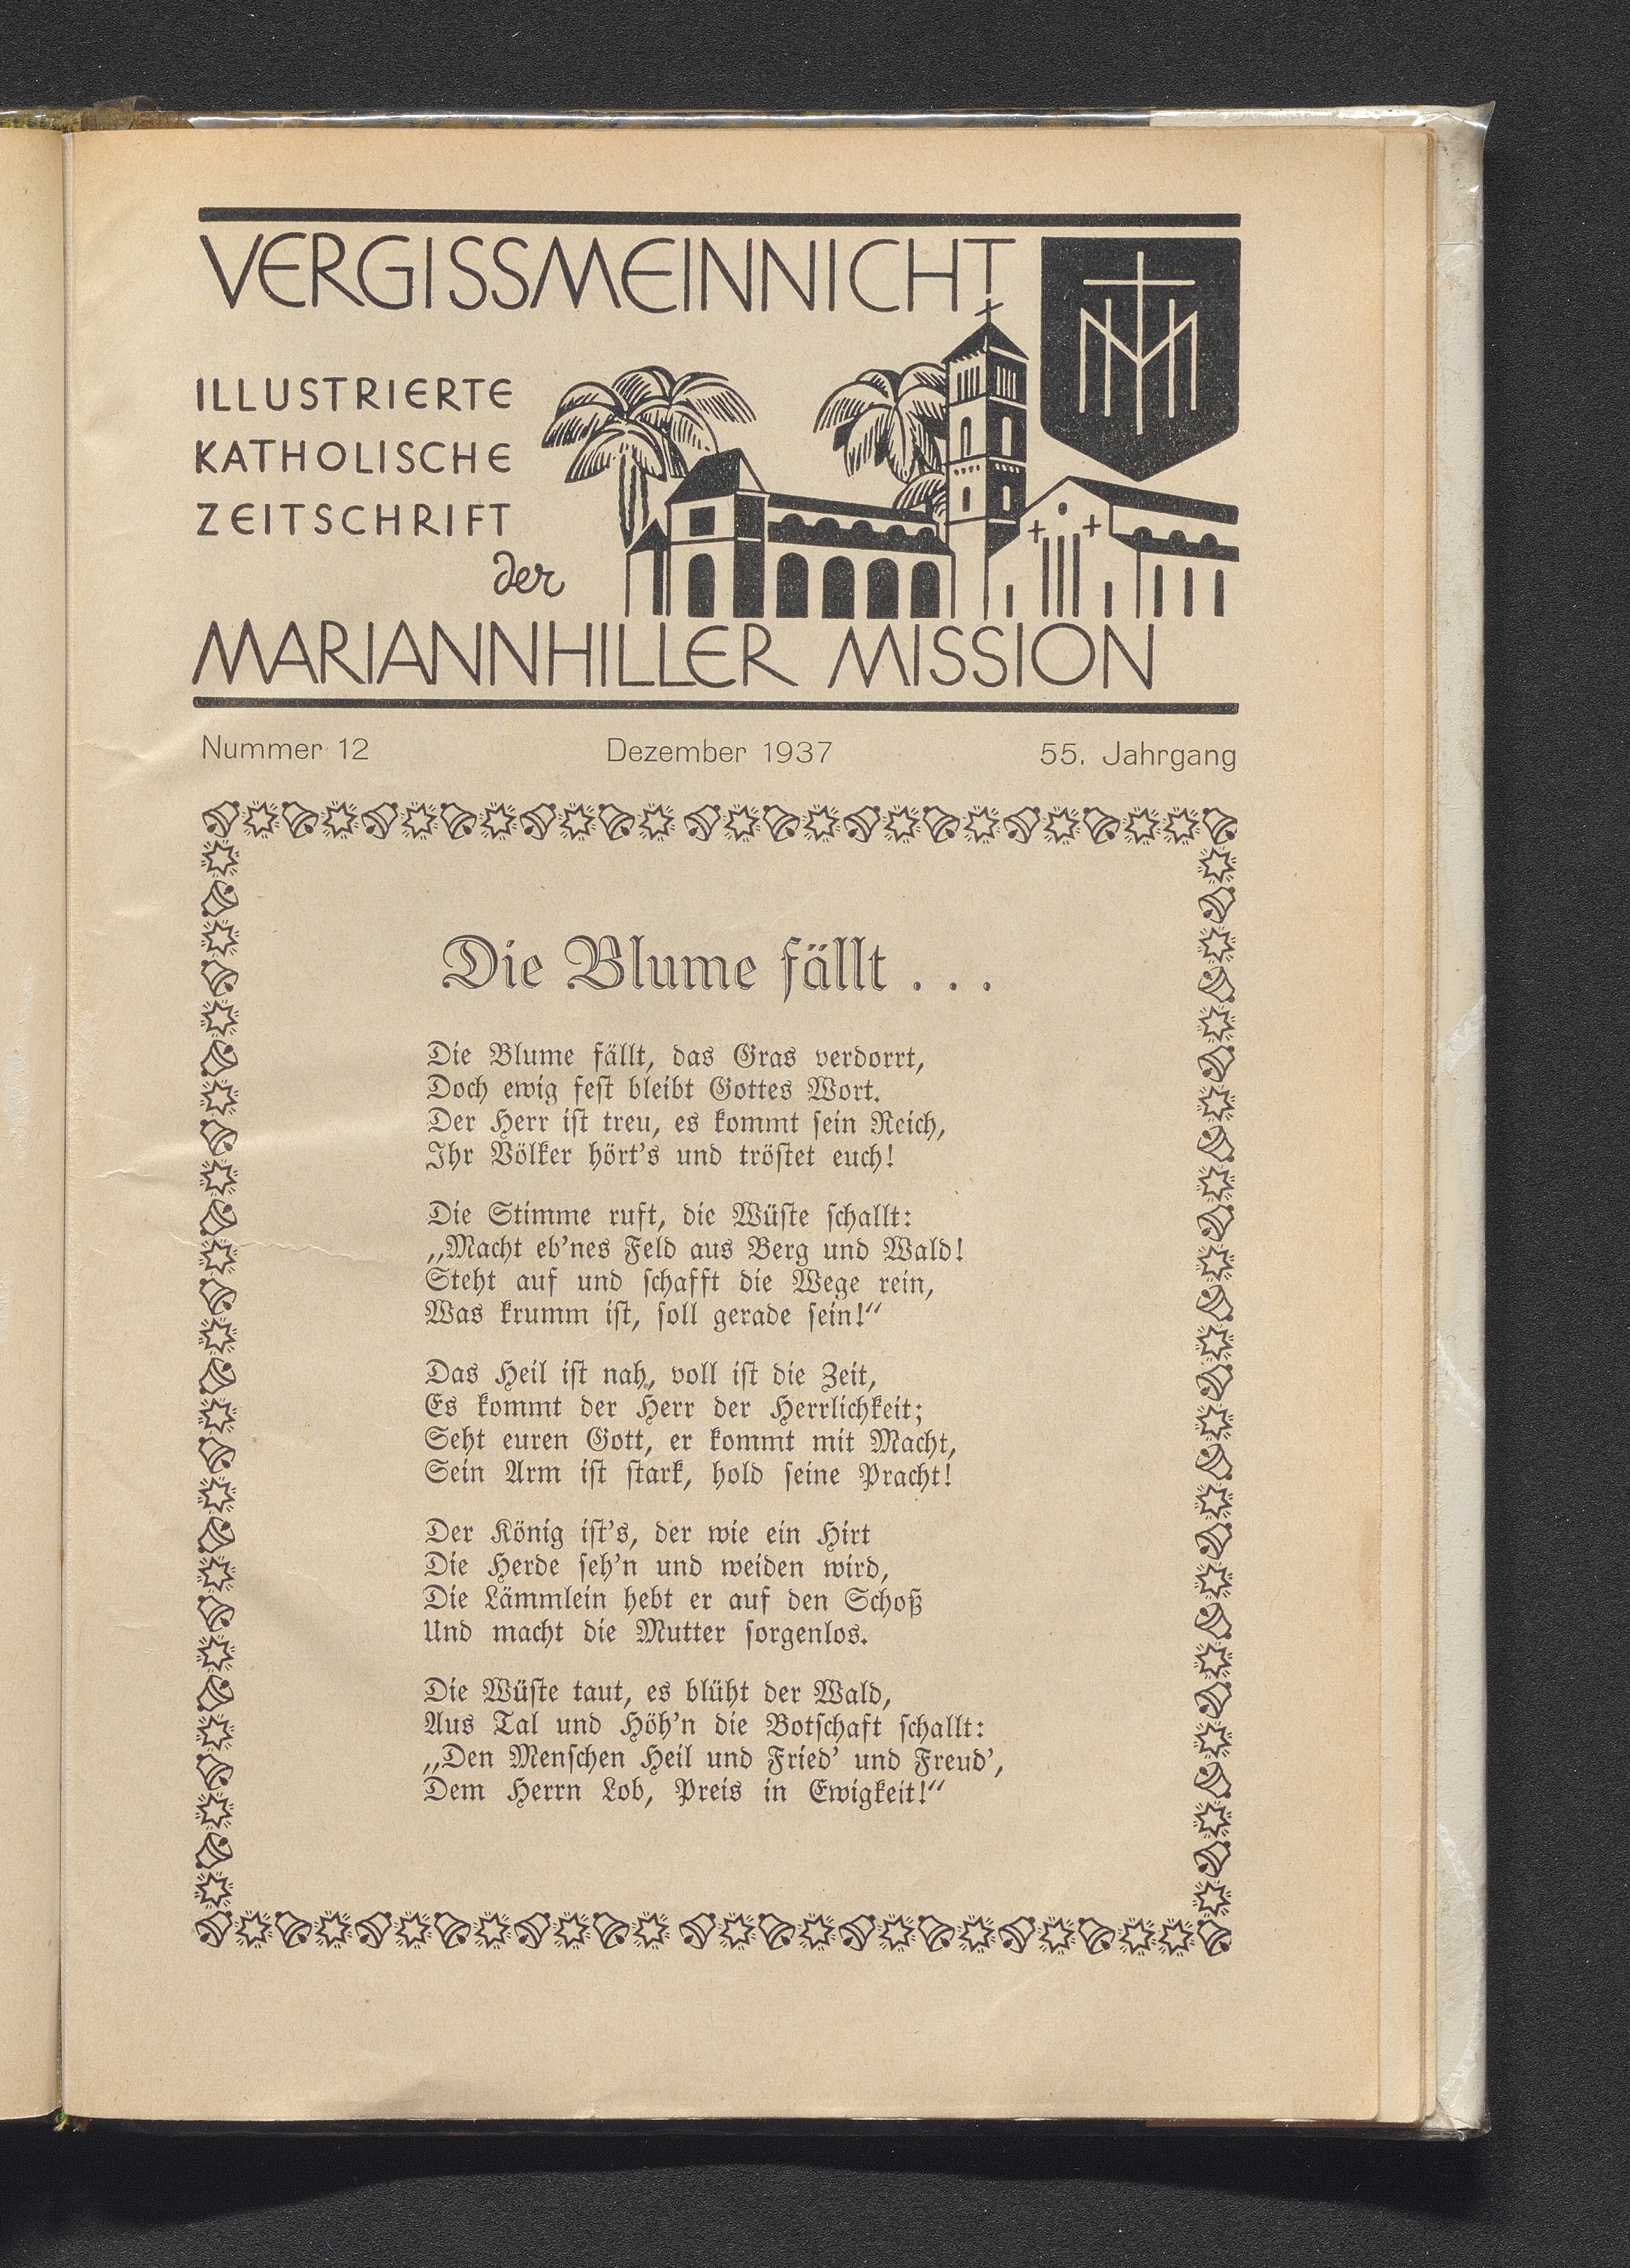 VERGISSMEINNICHT
ILLUSTRIERTE
KATHOLISCHE
ZEITSCHRIFT
der
MARIANNHILLER MISSION
Nummer 12 Dezember 1937 55. Jahrgang
Die Blume fällt . . .
Die Blume fällt, das Gras verdorrt,
Doch ewig fest bleibt Gottes Wort.
Der Herr ist treu, es kommt sein Reich,
Ihr Völker hört's und tröstet euch!
Die Stimme ruft, die Wüste schallt:
„Macht eb'nes Feld aus Berg und Wald!
Steht auf und schafft die Wege rein,
Was krumm ist, soll gerade sein!“
Das Heil ist nah, voll ist die Zeit,
Es kommt der Herr der Herrlichkeit;
Seht euren Gott, er kommt mit Macht,
Sein Arm ist stark, hold seine Pracht!
Der König ist's, der wie ein Hirt
Die Herde seh'n und weiden wird,
Die Lämmlein hebt er auf den Schoß
Und macht die Mutter sorgenlos.
Die Wüste taut, es blüht der Wald,
Aus Tal und Höh'n die Botschaft schallt:
„Den Menschen Heil und Fried' und Freud',
Dem Herrn Lob, Preis in Ewigkeit!“